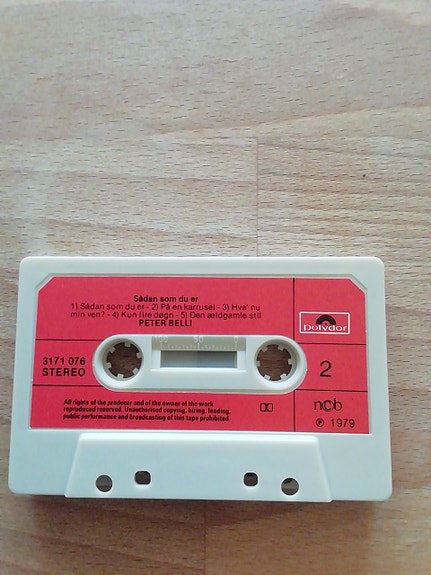 Sådan som du er
1) Sådan som du er - 2) På en karrusel - 3) Hva' nu
min ven? - 4) Kun fire døgn - 5) Den ældgamle stil
PETER BELLI
polydor
3171 076
STEREO
2
All rights of the producer and of the owner of the work
reproduced reserved. Unauthorised copying, hiring, lending,
public performance and broadcasting of this tape prohibited.
ncb
℗ 1979